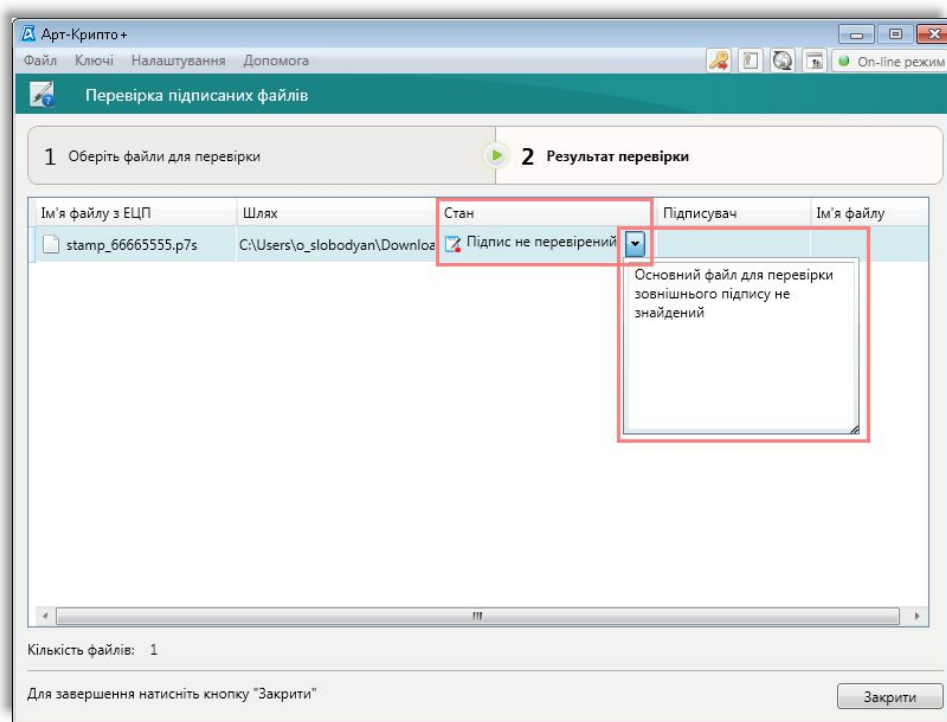 Арт-Крипто+
Файл Ключі Налаштування Допомога
On-line режим
Перевірка підписаних файлів
1 Оберіть файли для перевірки
2 Результат перевірки
Ім'я файлу з ЕЦП Шлях Стан Підписувач Ім'я файлу
stamp_66665555.p7s C:\Users\o_slobodyan\Downloa Підпис не перевірений
Основний файл для перевірки
зовнішнього підпису не
знайдений
Кількість файлів: 1
Для завершення натисніть кнопку "Закрити"
Закрити